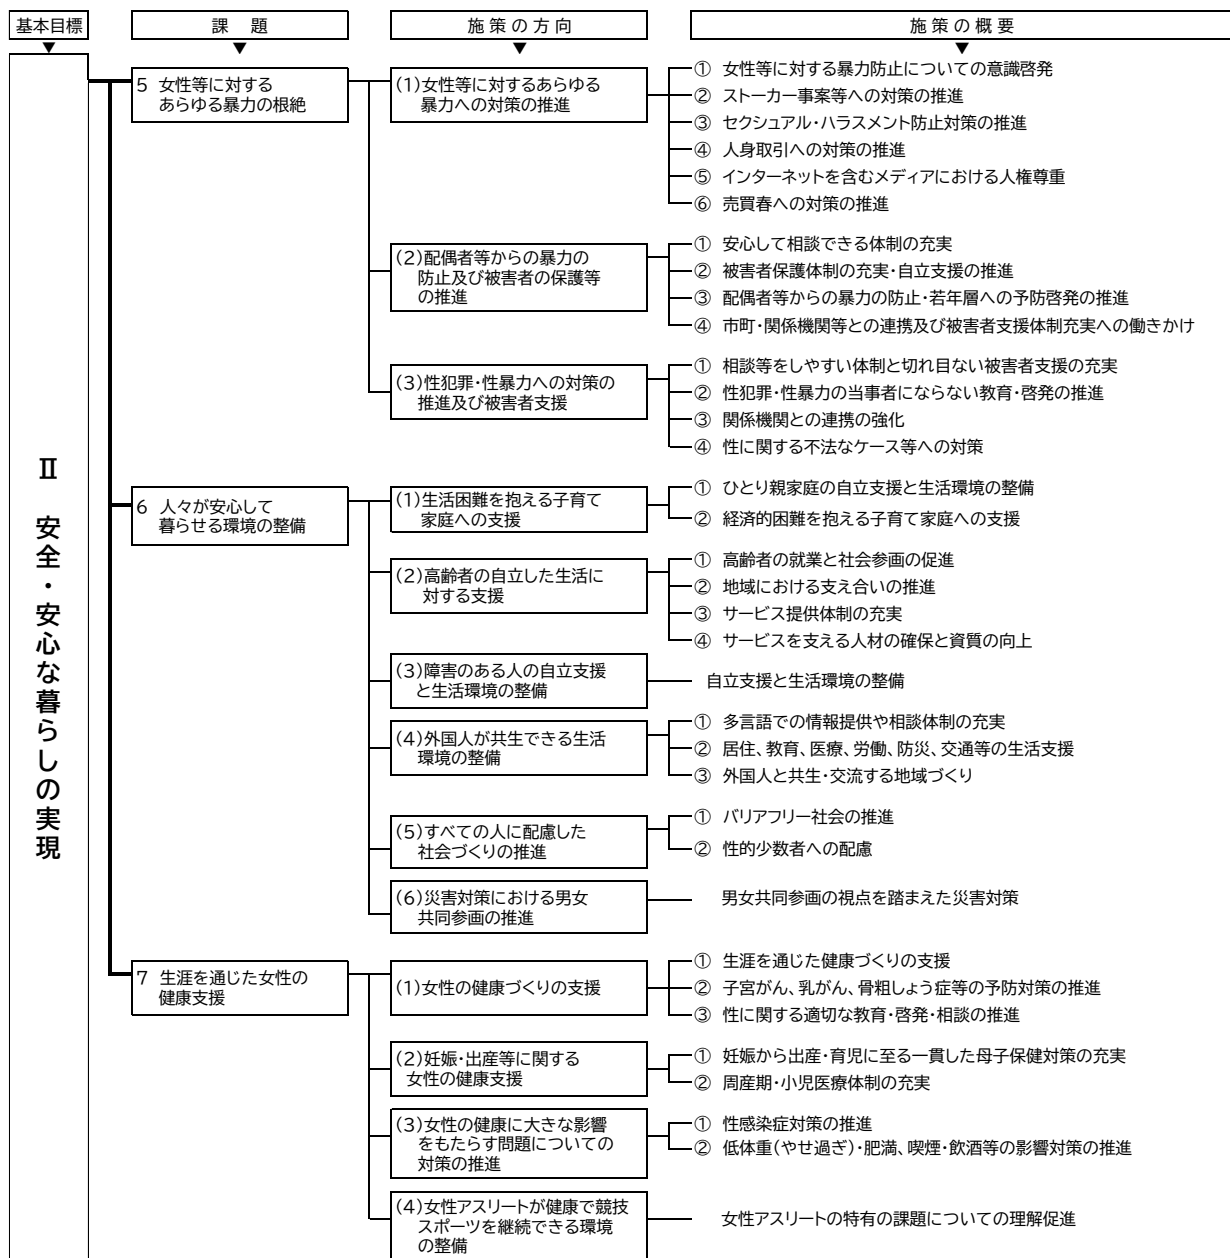 基本目標
課 題
施 策 の 方 向
施 策 の 概 要
▼
▼
▼
▼
Ⅱ 安全・安心な暮らしの実現
5 女性等に対する
あらゆる暴力の根絶
(1)女性等に対するあらゆる
暴力への対策の推進
① 女性等に対する暴力防止についての意識啓発
② ストーカー事案等への対策の推進
③ セクシュアル・ハラスメント防止対策の推進
④ 人身取引への対策の推進
⑤ インターネットを含むメディアにおける人権尊重
⑥ 売買春への対策の推進
(2)配偶者等からの暴力の
防止及び被害者の保護等
の推進
① 安心して相談できる体制の充実
② 被害者保護体制の充実・自立支援の推進
③ 配偶者等からの暴力の防止・若年層への予防啓発の推進
④ 市町・関係機関等との連携及び被害者支援体制充実への働きかけ
(3)性犯罪・性暴力への対策の
推進及び被害者支援
① 相談等をしやすい体制と切れ目ない被害者支援の充実
② 性犯罪・性暴力の当事者にならない教育・啓発の推進
③ 関係機関との連携の強化
④ 性に関する不法なケース等への対策
6 人々が安心して
暮らせる環境の整備
(1)生活困難を抱える子育て
家庭への支援
① ひとり親家庭の自立支援と生活環境の整備
② 経済的困難を抱える子育て家庭への支援
(2)高齢者の自立した生活に
対する支援
① 高齢者の就業と社会参画の促進
② 地域における支え合いの推進
③ サービス提供体制の充実
④ サービスを支える人材の確保と資質の向上
(3)障害のある人の自立支援
と生活環境の整備
自立支援と生活環境の整備
(4)外国人が共生できる生活
環境の整備
① 多言語での情報提供や相談体制の充実
② 居住、教育、医療、労働、防災、交通等の生活支援
③ 外国人と共生・交流する地域づくり
(5)すべての人に配慮した
社会づくりの推進
① バリアフリー社会の推進
② 性的少数者への配慮
(6)災害対策における男女
共同参画の推進
男女共同参画の視点を踏まえた災害対策
7 生涯を通じた女性の
健康支援
(1)女性の健康づくりの支援
① 生涯を通じた健康づくりの支援
② 子宮がん、乳がん、骨粗しょう症等の予防対策の推進
③ 性に関する適切な教育・啓発・相談の推進
(2)妊娠・出産等に関する
女性の健康支援
① 妊娠から出産・育児に至る一貫した母子保健対策の充実
② 周産期・小児医療体制の充実
(3)女性の健康に大きな影響
をもたらす問題についての
対策の推進
① 性感染症対策の推進
② 低体重(やせ過ぎ)・肥満、喫煙・飲酒等の影響対策の推進
(4)女性アスリートが健康で競技
スポーツを継続できる環境
の整備
女性アスリートの特有の課題についての理解促進